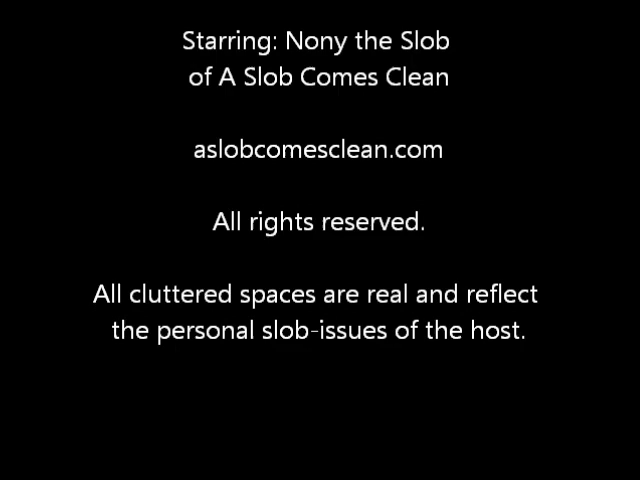 Starring: Nony the Slob
of A Slob Comes Clean
aslobcomesclean.com
All rights reserved.
All cluttered spaces are real and reflect
the personal slob-issues of the host.